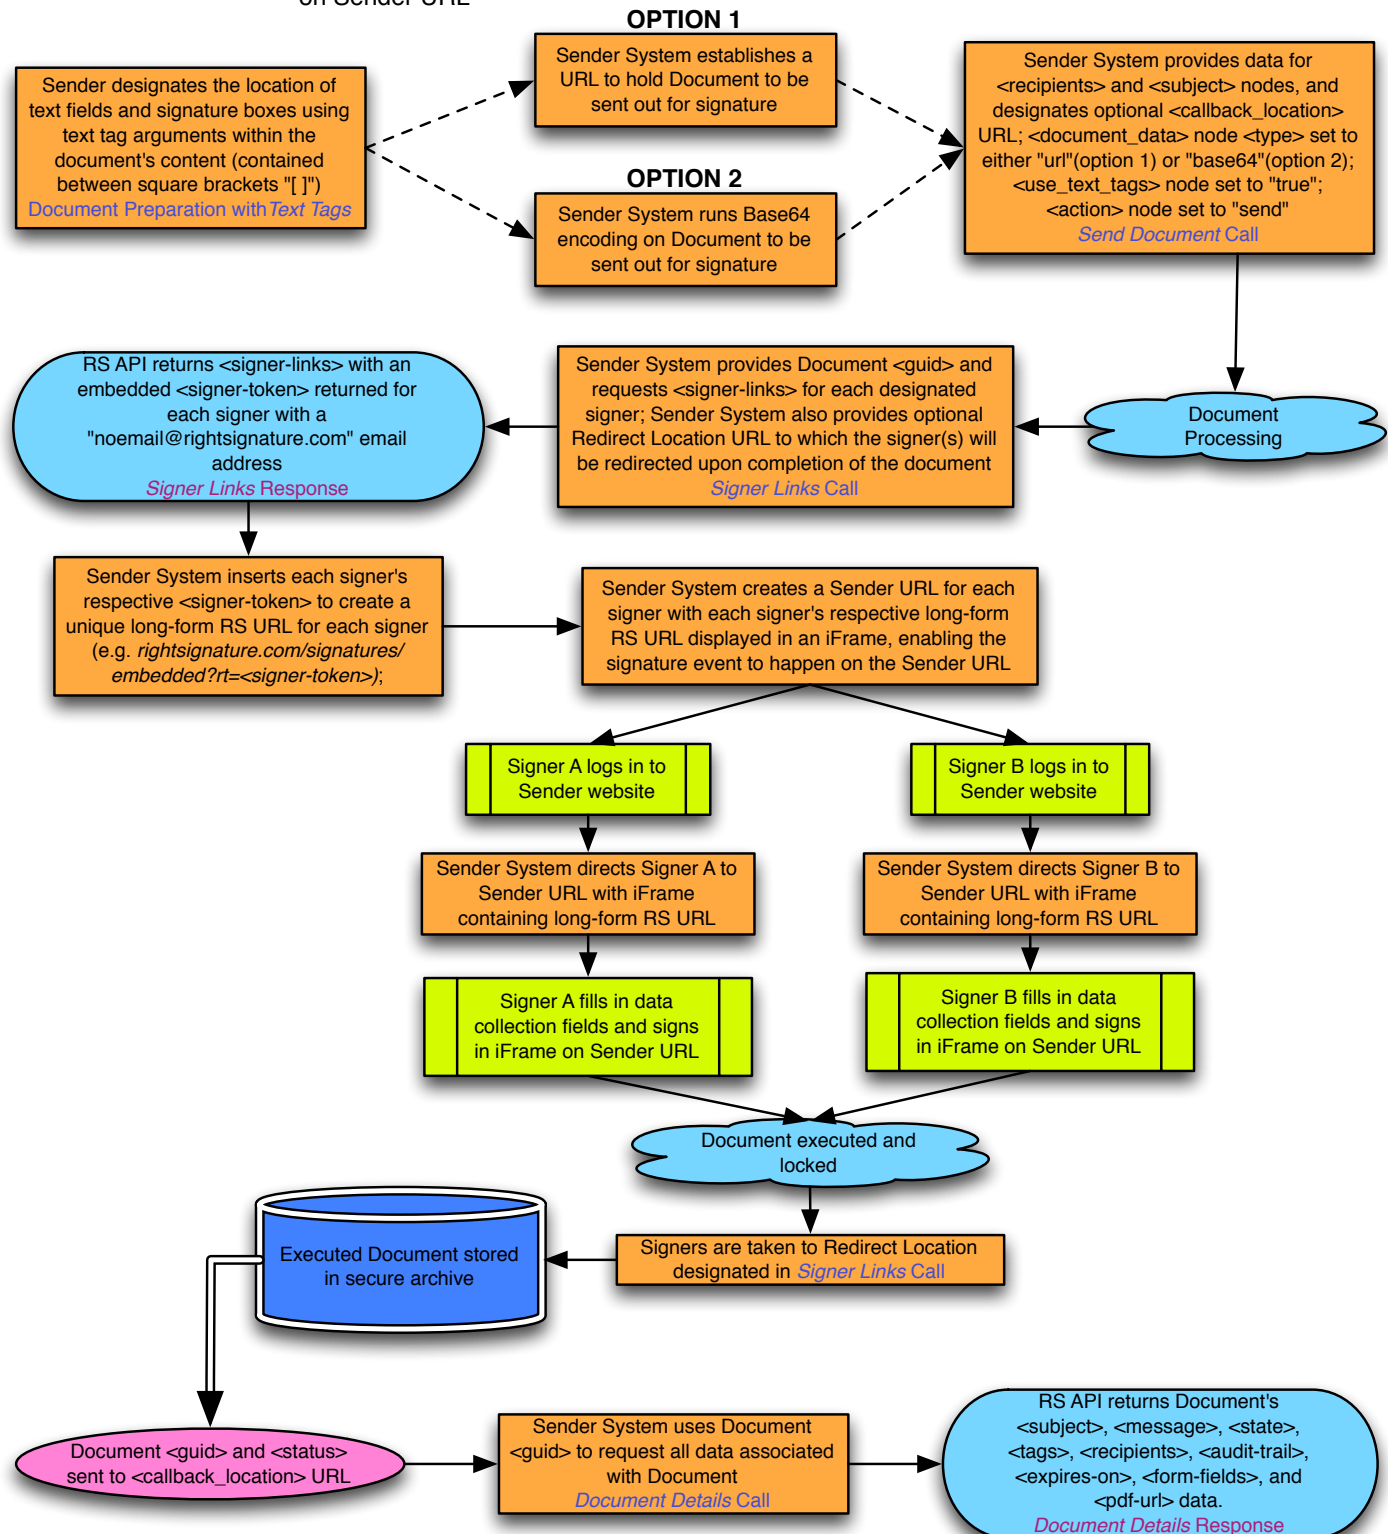 on Sender URL
OPTION 1
Sender designates the location of
text fields and signature boxes using
text tag arguments within the
document's content (contained
between square brackets "[ ]")
Document Preparation with Text Tags
Sender System establishes a
URL to hold Document to be
sent out for signature
OPTION 2
Sender System runs Base64
encoding on Document to be
sent out for signature
Sender System provides data for
<recipients> and <subject> nodes, and
designates optional <callback_location>
URL; <document_data> node <type> set to
either "url"(option 1) or "base64"(option 2);
<use_text_tags> node set to "true";
<action> node set to "send"
Send Document Call
Document
Processing
Sender System provides Document <guid> and
requests <signer-links> for each designated
signer; Sender System also provides optional
Redirect Location URL to which the signer(s) will
be redirected upon completion of the document
Signer Links Call
RS API returns <signer-links> with an
embedded <signer-token> returned for
each signer with a
"noemail@rightsignature.com" email
address
Signer Links Response
Sender System inserts each signer's
respective <signer-token> to create a
unique long-form RS URL for each signer
(e.g. rightsignature.com/signatures/
embedded?rt=<signer-token>);
Sender System creates a Sender URL for each
signer with each signer's respective long-form
RS URL displayed in an iFrame, enabling the
signature event to happen on the Sender URL
Signer A logs in to
Sender website
Signer B logs in to
Sender website
Sender System directs Signer A to
Sender URL with iFrame
containing long-form RS URL
Sender System directs Signer B to
Sender URL with iFrame
containing long-form RS URL
Signer A fills in data
collection fields and signs
in iFrame on Sender URL
Signer B fills in data
collection fields and signs
in iFrame on Sender URL
Document executed and
locked
Signers are taken to Redirect Location
designated in Signer Links Call
Executed Document stored
in secure archive
Document <guid> and <status>
sent to <callback_location> URL
Sender System uses Document
<guid> to request all data associated
with Document
Document Details Call
RS API returns Document's
<subject>, <message>, <state>,
<tags>, <recipients>, <audit-trail>,
<expires-on>, <form-fields>, and
<pdf-url> data.
Document Details Response